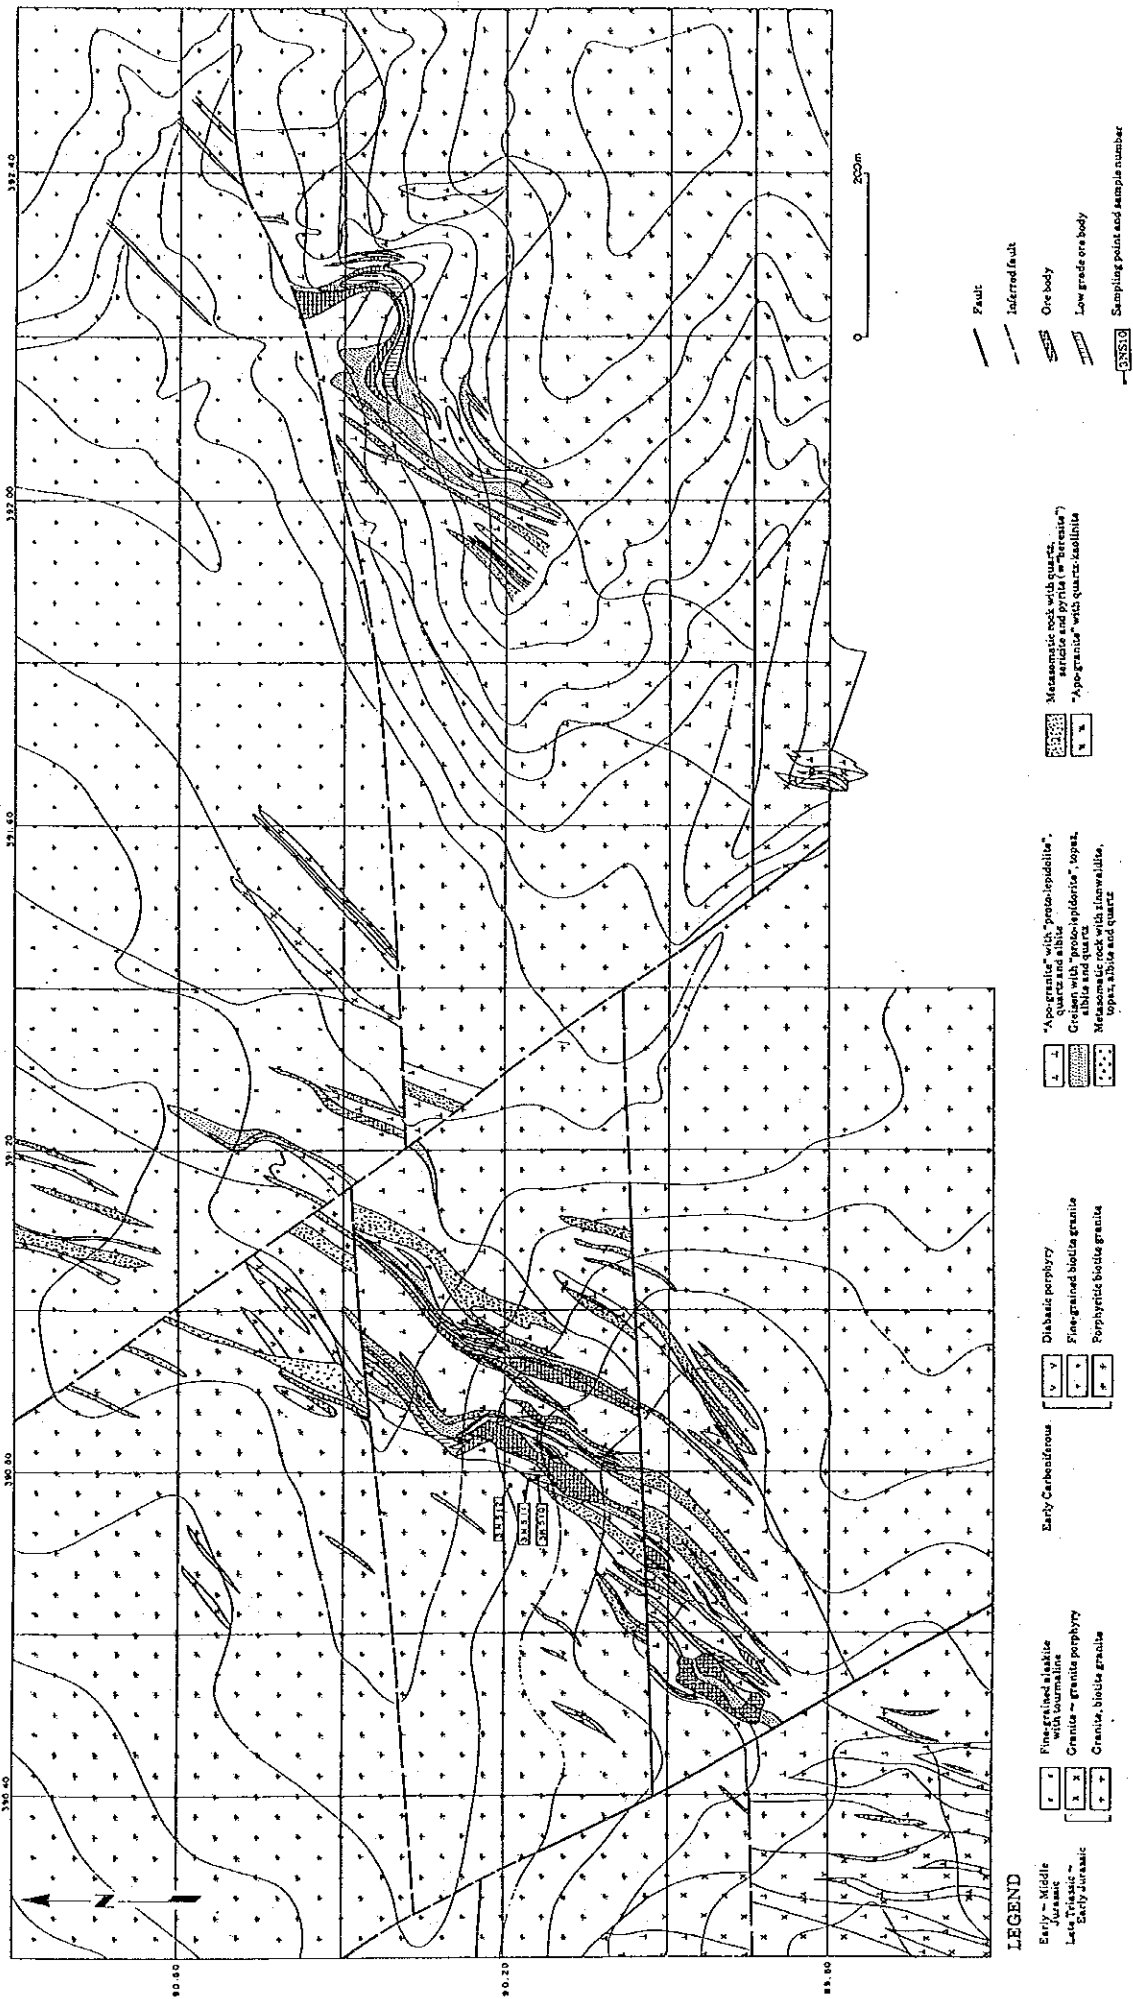 390.40
390.80
391.20
391.60
392.00
392.40
90.60
90.20
89.80
N
3NS12
3NS11
3NS10
0 200m
LEGEND
Early ~ Middle
Jurassic
Fine-grained alaskite
with tourmaline
Late Triassic ~
Early Jurassic
Granite ~ granite porphyry
Granite, biotite granite
Early Carboniferous
Diabasic porphyry
Fine-grained biotite granite
Porphyritic biotite granite
"Apo-granite" with "proto-lepidolite",
quartz and albite
Greisen with "proto-lepidorite", topaz,
albite and quartz
Metasomatic rock with zinnwaldite,
topaz, albite and quartz
Metasomatic rock with quartz,
sericite and pyrite (="beresite")
"Apo-granite" with quartz-kaolinite
Fault
Inferred fault
Ore body
Low grade ore body
3NS10 Sampling point and sample number